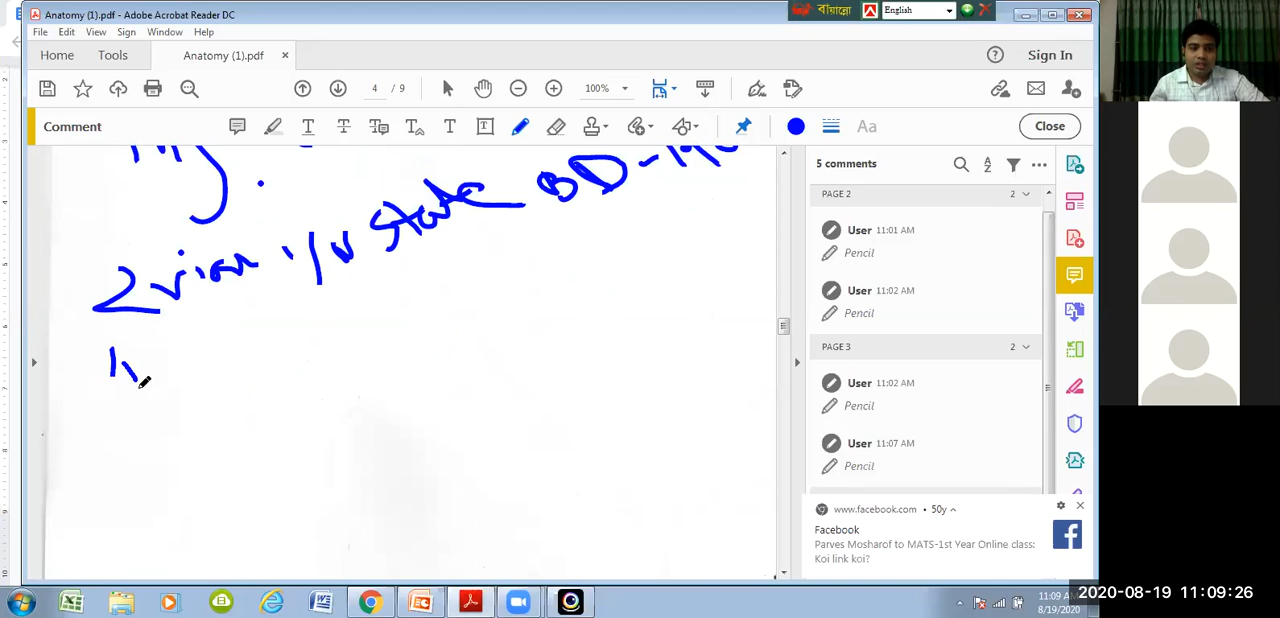 Anatomy (1).pdf - Adobe Acrobat Reader DC
বায়ান্নো
English
File Edit View Sign Window Help
Home Tools Anatomy (1).pdf × Sign In
4 / 9 100%
Comment Aa Close
5 comments
PAGE 2 2
User 11:01 AM
Pencil
User 11:02 AM
Pencil
PAGE 3 2
User 11:02 AM
Pencil
User 11:07 AM
Pencil
State BD
2
www.facebook.com • 50y
Facebook
Parves Mosharof to MATS-1st Year Online class:
Koi link koi?
11:09 AM
8/19/2020
2020-08-19 11:09:26